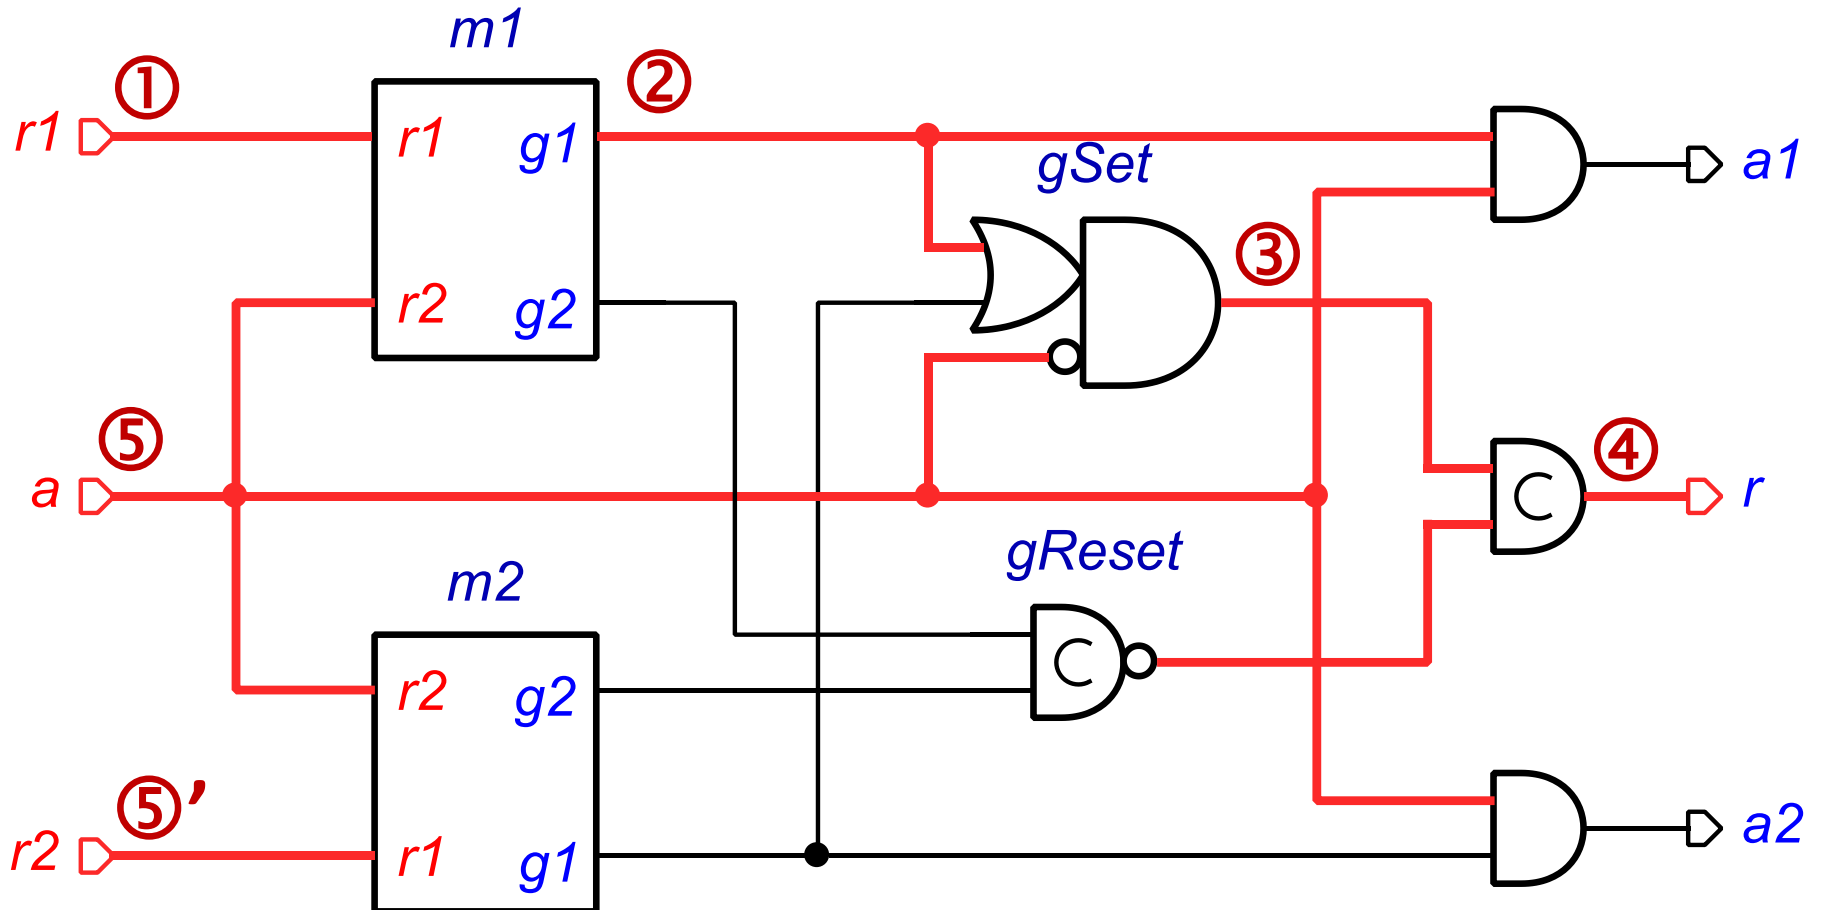 m1
①
②
r1
r1
g1
gSet
a1
r2
g2
③
⑤
④
a
C
r
gReset
m2
C
r2
g2
⑤’
r2
r1
g1
a2